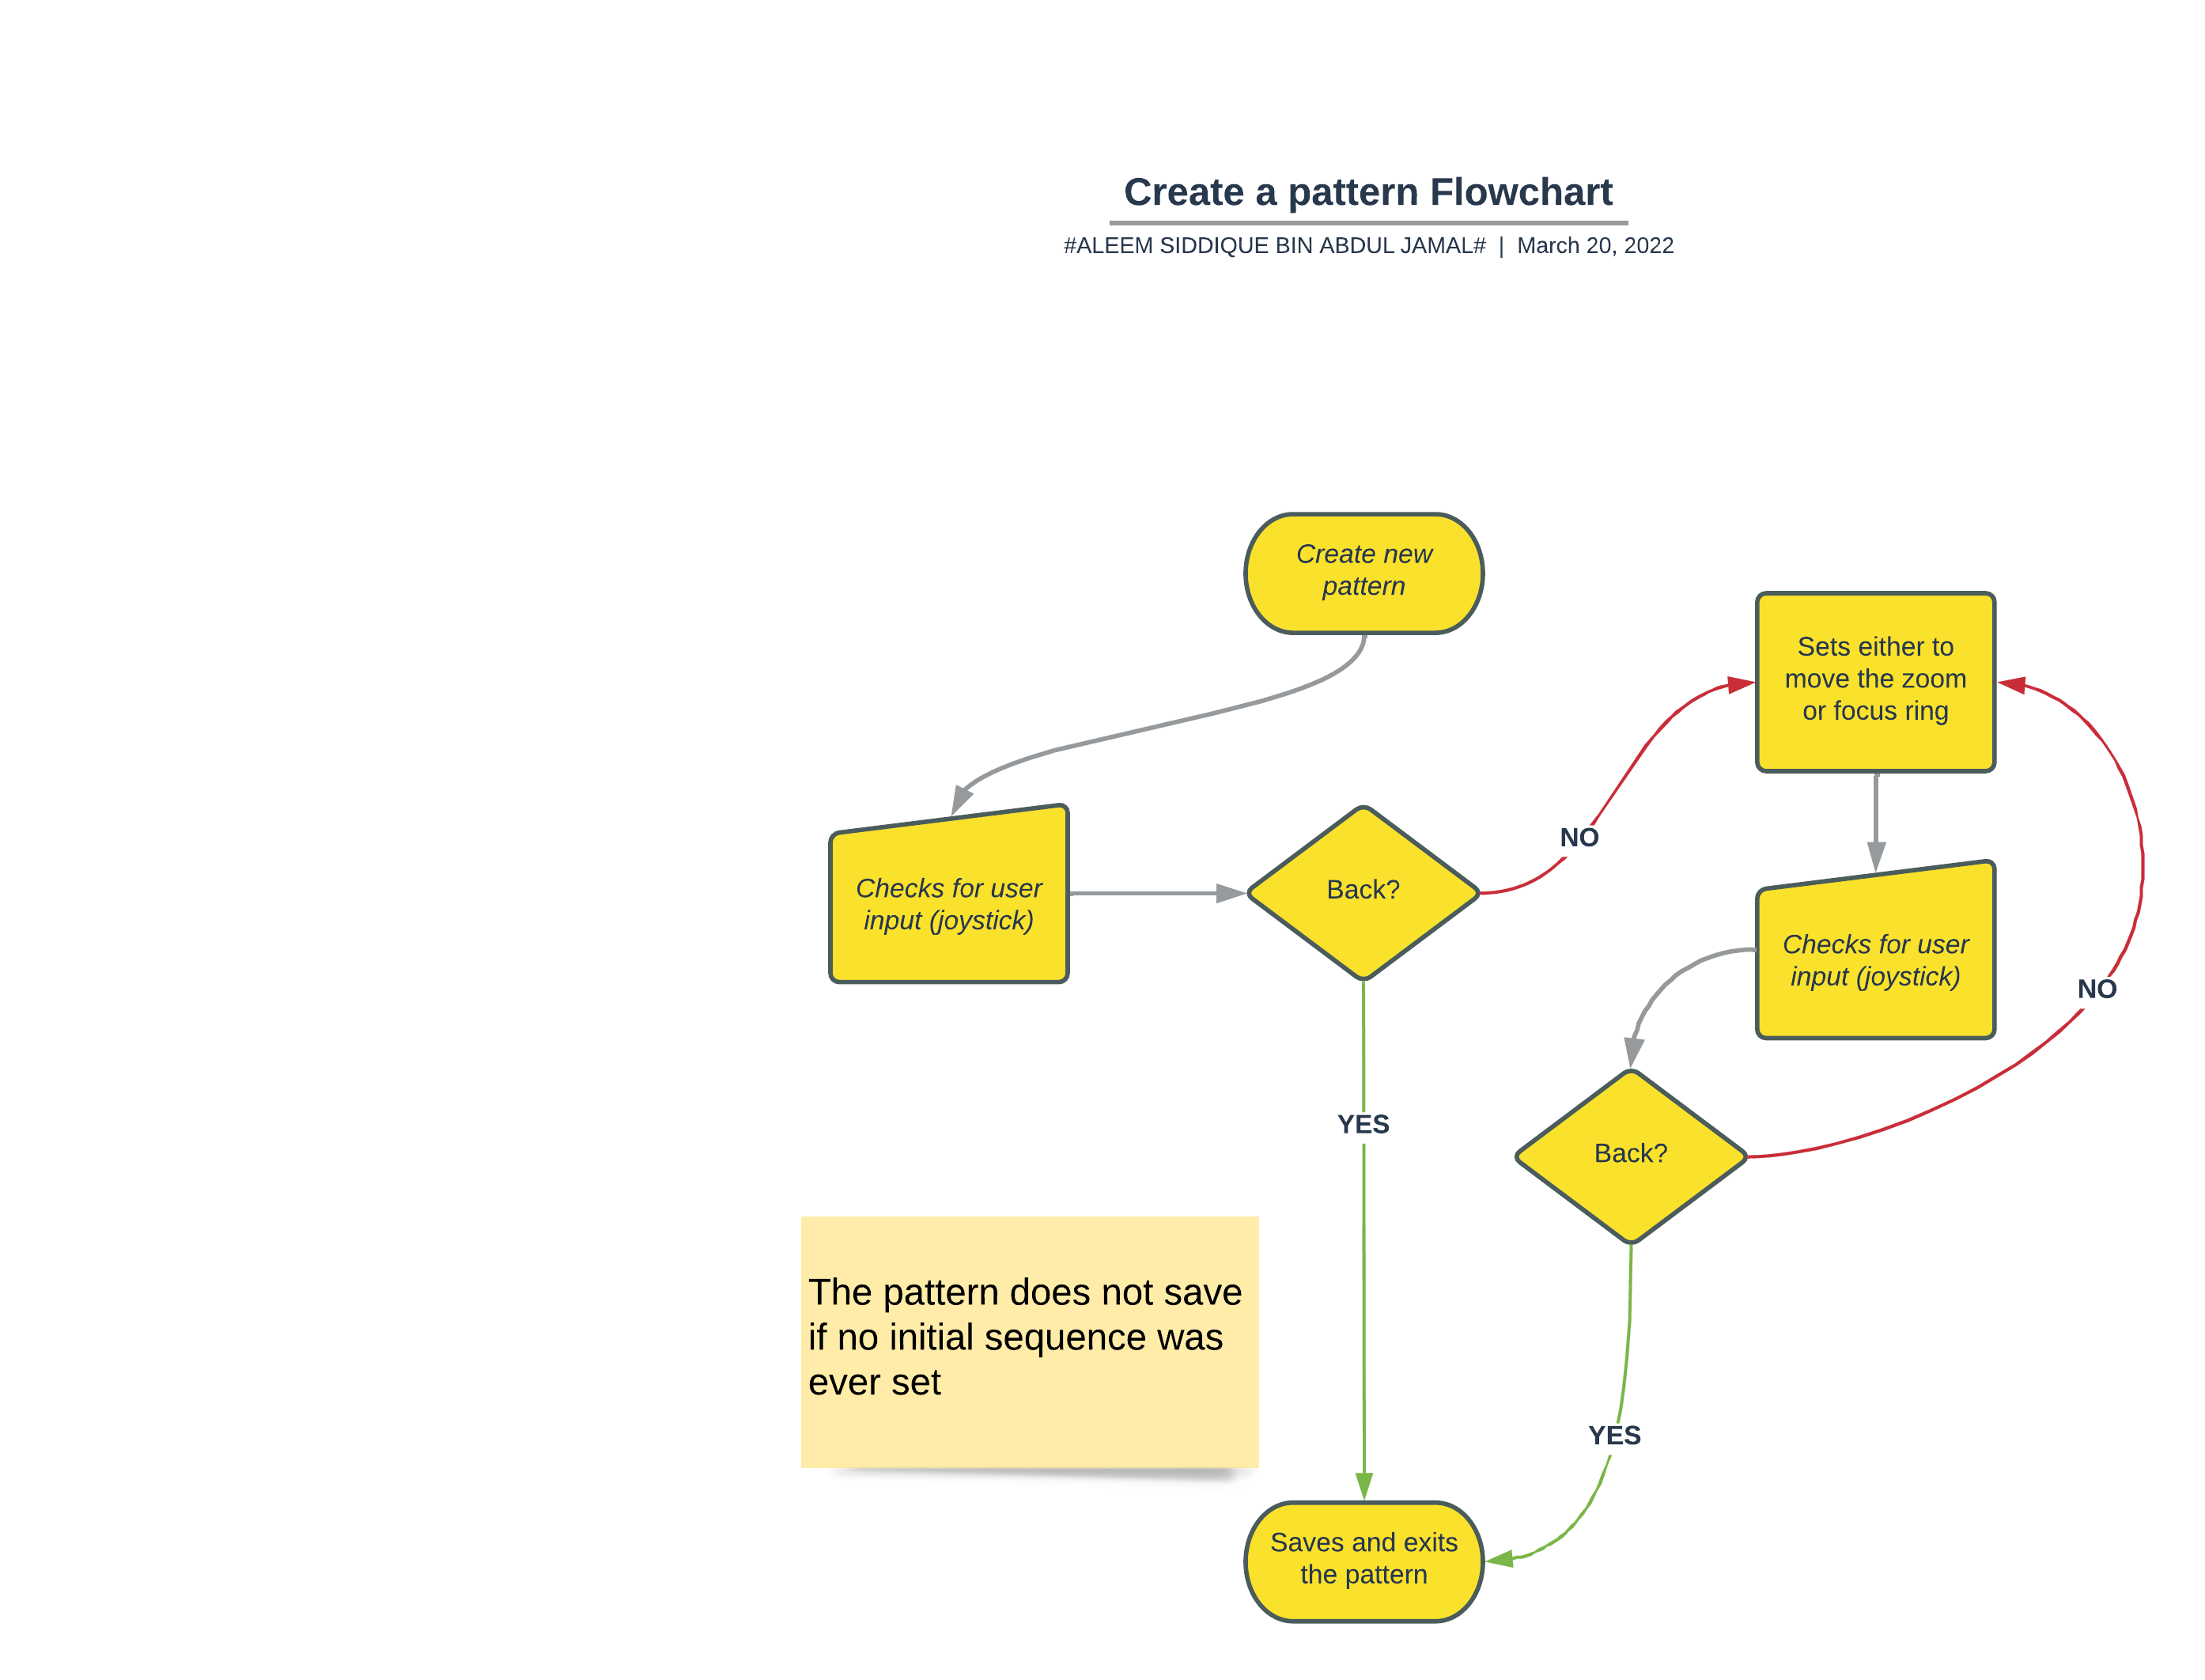 Create a pattern Flowchart
#ALEEM SIDDIQUE BIN ABDUL JAMAL# | March 20, 2022
Create new
pattern
Sets either to
move the zoom
or focus ring
NO
Checks for user
input (joystick)
Back?
Checks for user
input (joystick)
NO
YES
Back?
The pattern does not save
if no initial sequence was
ever set
YES
Saves and exits
the pattern